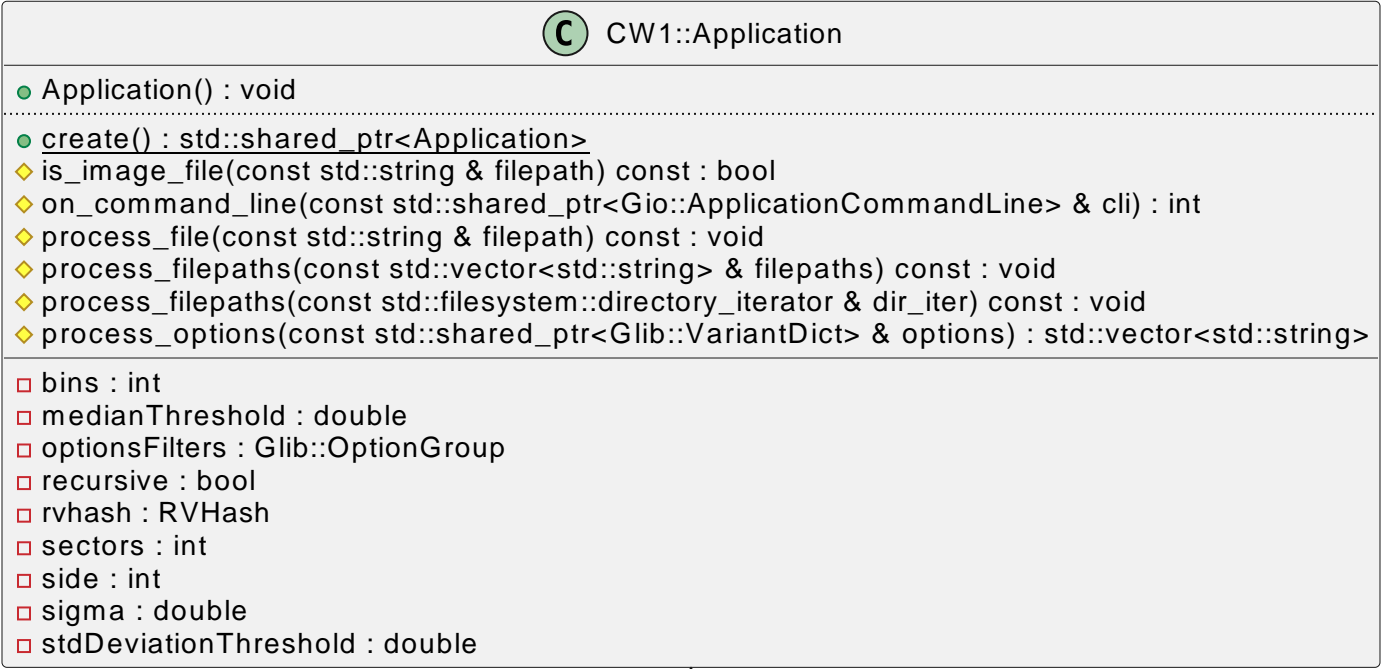 C CW1::Application
Application() : void
create() : std::shared_ptr<Application>
is_image_file(const std::string & filepath) const : bool
on_command_line(const std::shared_ptr<Gio::ApplicationCommandLine> & cli) : int
process_file(const std::string & filepath) const : void
process_filepaths(const std::vector<std::string> & filepaths) const : void
process_filepaths(const std::filesystem::directory_iterator & dir_iter) const : void
process_options(const std::shared_ptr<Glib::VariantDict> & options) : std::vector<std::string>
bins : int
medianThreshold : double
optionsFilters : Glib::OptionGroup
recursive : bool
rvhash : RVHash
sectors : int
side : int
sigma : double
stdDeviationThreshold : double